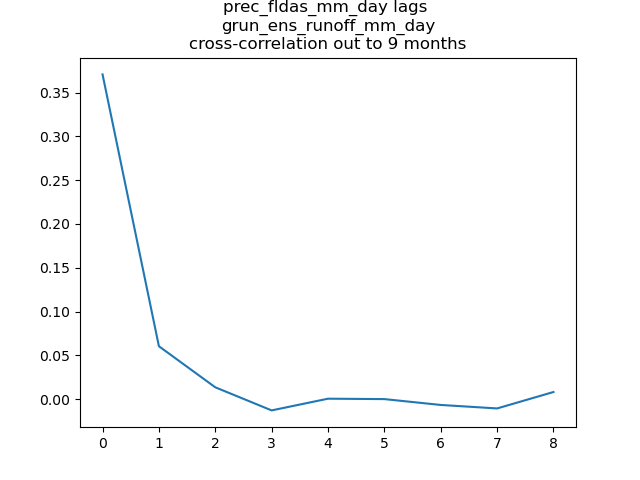 prec_fldas_mm_day lags
grun_ens_runoff_mm_day
cross-correlation out to 9 months
0.35
0.30
0.25
0.20
0.15
0.10
0.05
0.00
0 1 2 3 4 5 6 7 8